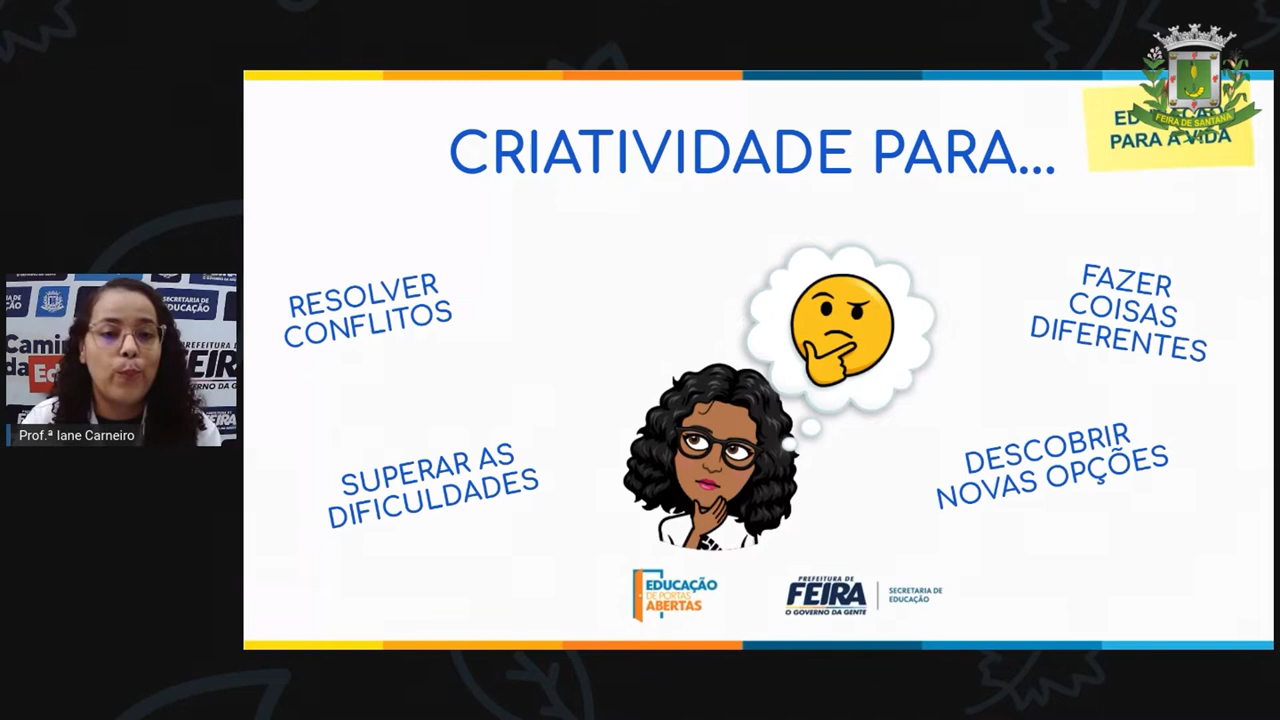 CRIATIVIDADE PARA...
FEIRA DE SANTANA
PARA A VIDA
RESOLVER
CONFLITOS
FAZER
COISAS
DIFERENTES
SUPERAR AS
DIFICULDADES
DESCOBRIR
NOVAS OPÇÕES
SECRETARIA DE
EDUCAÇÃO
Prof.ª Iane Carneiro
EDUCAÇÃO
DE PORTAS
ABERTAS
PREFEITURA DE
FEIRA
O GOVERNO DA GENTE
SECRETARIA DE
EDUCAÇÃO